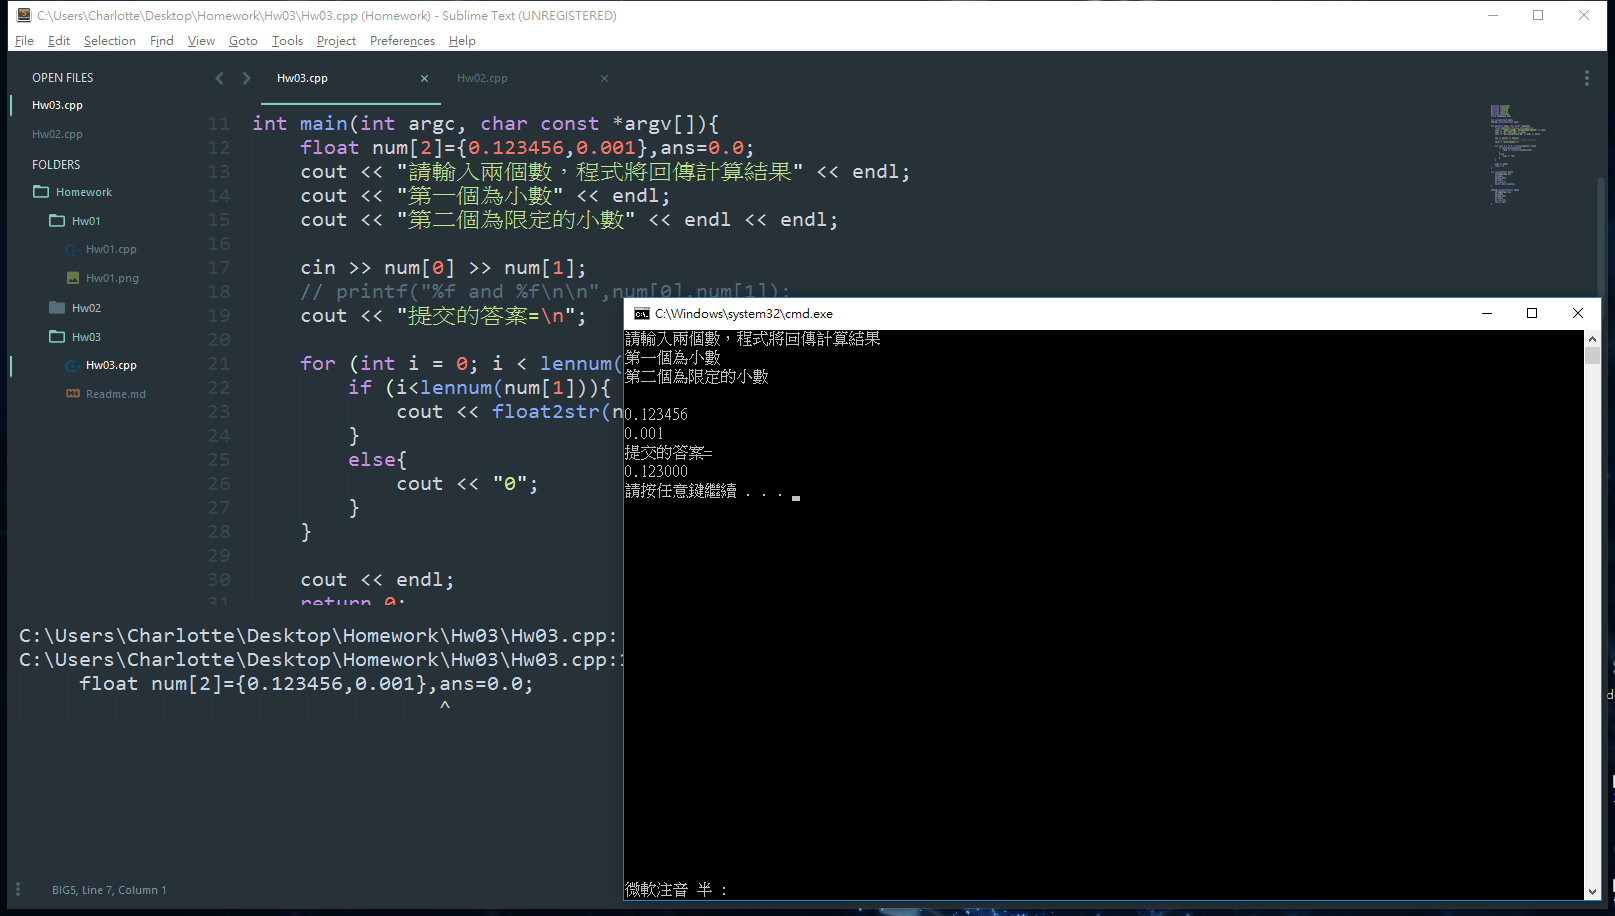 C:\Users\Charlotte\Desktop\Homework\Hw03\Hw03.cpp (Homework) - Sublime Text (UNREGISTERED)
File Edit Selection Find View Goto Tools Project Preferences Help
OPEN FILES
Hw03.cpp
Hw02.cpp
FOLDERS
Homework
Hw01
Hw01.cpp
Hw01.png
Hw02
Hw03
Hw03.cpp
Readme.md
Hw03.cpp × Hw02.cpp ×
11 int main(int argc, char const *argv[]){
12 float num[2]={0.123456,0.001},ans=0.0;
13 cout << "請輸入兩個數，程式將回傳計算結果" << endl;
14 cout << "第一個為小數" << endl;
15 cout << "第二個為限定的小數" << endl << endl;
16
17 cin >> num[0] >> num[1];
18 // printf("%f and %f\n\n",num[0].num[1]);
19 cout << "提交的答案=\n";
20
21 for (int i = 0; i < lennum(
22 if (i<lennum(num[1])){
23 cout << float2str(n
24 }
25 else{
26 cout << "0";
27 }
28 }
29
30 cout << endl;
31 return 0;
C:\Users\Charlotte\Desktop\Homework\Hw03\Hw03.cpp:
C:\Users\Charlotte\Desktop\Homework\Hw03\Hw03.cpp:1
float num[2]={0.123456,0.001},ans=0.0;
^
BIG5, Line 7, Column 1
C:\Windows\system32\cmd.exe
請輸入兩個數，程式將回傳計算結果
第一個為小數
第二個為限定的小數
0.123456
0.001
提交的答案=
0.123000
請按任意鍵繼續 . . .
微軟注音 半 :